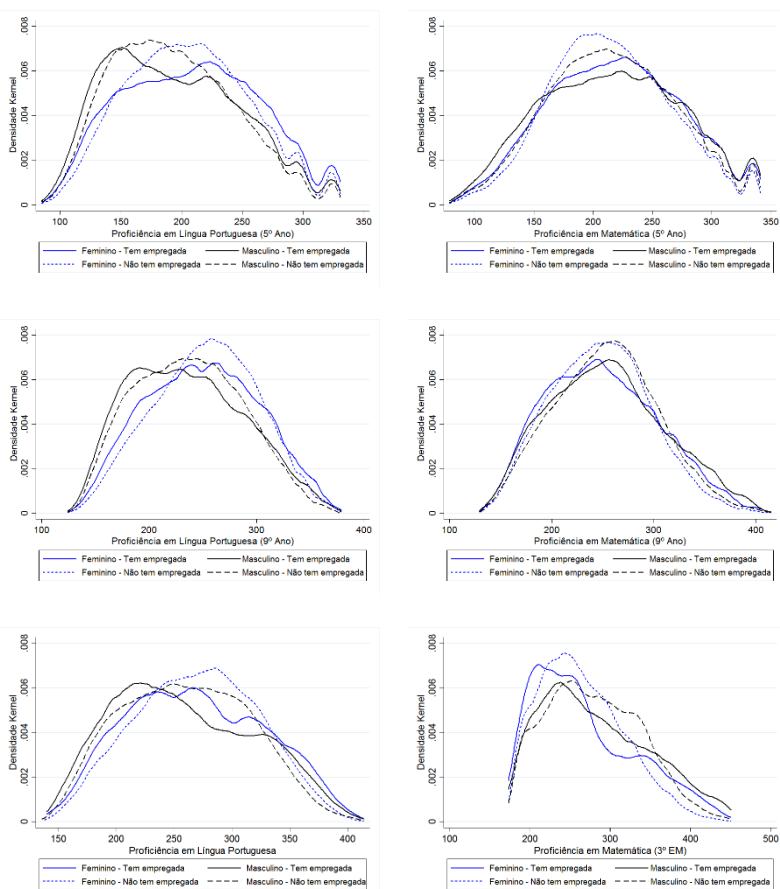 Densidade Kernel
0 .002 .004 .006 .008
50 100 150 200 250 300 350
Proficiência em Língua Portuguesa (5º Ano)
Feminino - Tem empregada Masculino - Tem empregada
Feminino - Não tem empregada Masculino - Não tem empregada
Densidade Kernel
0 .002 .004 .006 .008
100 150 200 250 300 350
Proficiência em Matemática (5º Ano)
Feminino - Tem empregada Masculino - Tem empregada
Feminino - Não tem empregada Masculino - Não tem empregada
Densidade Kernel
0 .002 .004 .006 .008
100 200 300 400
Proficiência em Língua Portuguesa (9º Ano)
Feminino - Tem empregada Masculino - Tem empregada
Feminino - Não tem empregada Masculino - Não tem empregada
Densidade Kernel
0 .002 .004 .006 .008
100 200 300 400
Proficiência em Matemática (9º Ano)
Feminino - Tem empregada Masculino - Tem empregada
Feminino - Não tem empregada Masculino - Não tem empregada
Densidade Kernel
0 .002 .004 .006 .008
150 200 250 300 350 400
Proficiência em Língua Portuguesa
Feminino - Tem empregada Masculino - Tem empregada
Feminino - Não tem empregada Masculino - Não tem empregada
Densidade Kernel
0 .002 .004 .006 .008
100 200 300 400 500
Proficiência em Matemática (3º EM)
Feminino - Tem empregada Masculino - Tem empregada
Feminino - Não tem empregada Masculino - Não tem empregada